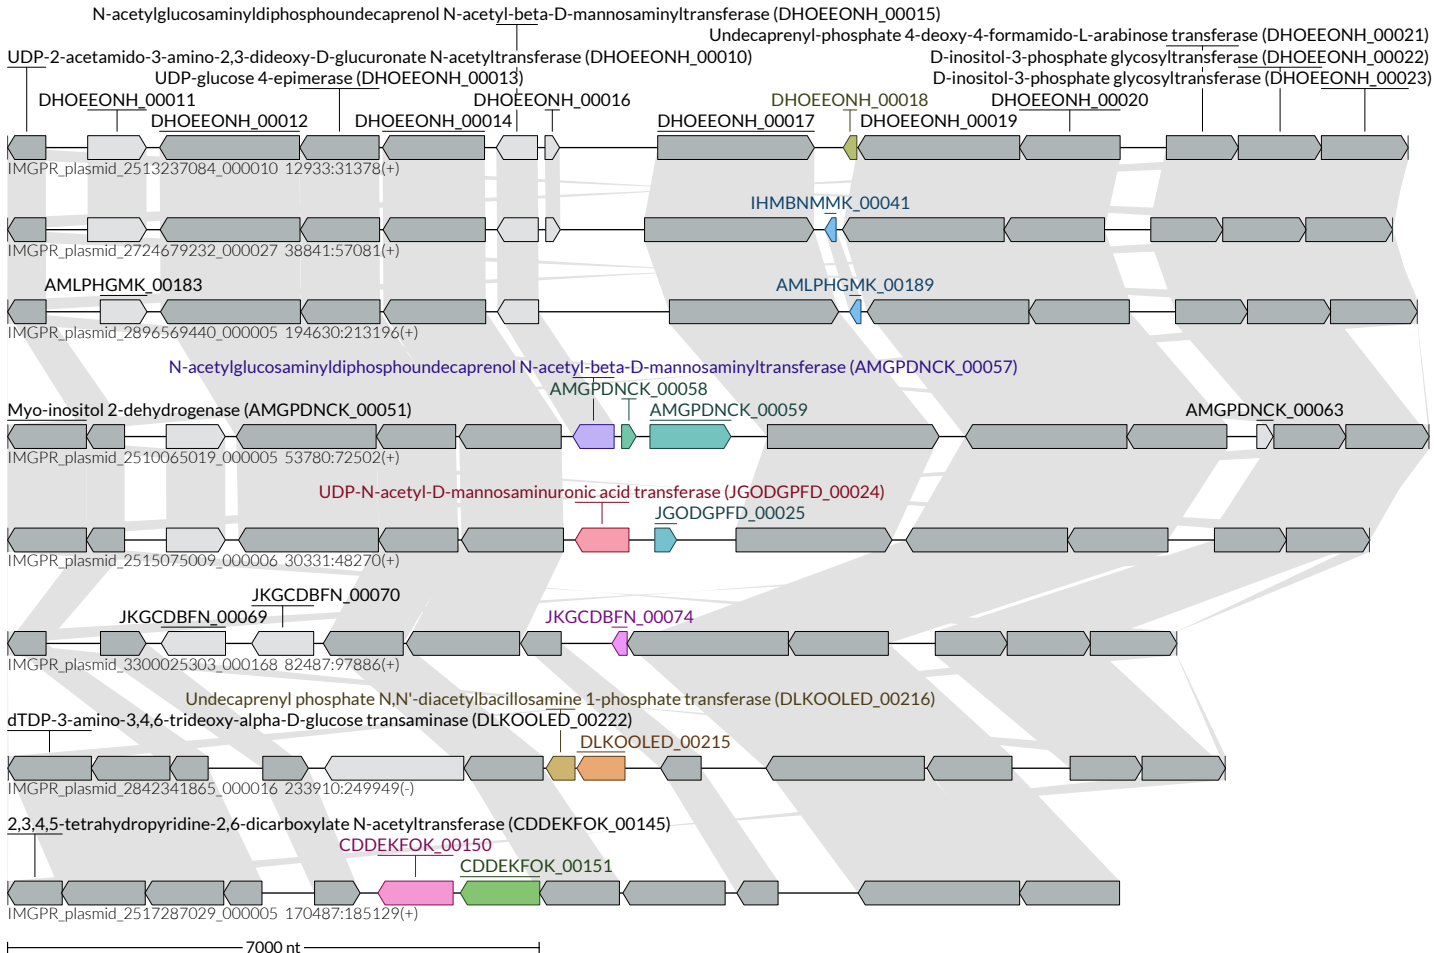 N-acetylglucosaminyldiphosphoundecaprenol N-acetyl-beta-D-mannosaminyltransferase (DHOEEONH_00015)
Undecaprenyl-phosphate 4-deoxy-4-formamido-L-arabinose transferase (DHOEEONH_00021)
UDP-2-acetamido-3-amino-2,3-dideoxy-D-glucuronate N-acetyltransferase (DHOEEONH_00010)
D-inositol-3-phosphate glycosyltransferase (DHOEEONH_00022)
UDP-glucose 4-epimerase (DHOEEONH_00013)
D-inositol-3-phosphate glycosyltransferase (DHOEEONH_00023)
DHOEEONH_00011
DHOEEONH_00016
DHOEEONH_00018
DHOEEONH_00020
DHOEEONH_00012
DHOEEONH_00014
DHOEEONH_00017
DHOEEONH_00019
IMGPR_plasmid_2513237084_000010 12933:31378(+)
IHMBNMMK_00041
IMGPR_plasmid_2724679232_000027 38841:57081(+)
AMLPHGMK_00183
AMLPHGMK_00189
IMGPR_plasmid_2896569440_000005 194630:213196(+)
N-acetylglucosaminyldiphosphoundecaprenol N-acetyl-beta-D-mannosaminyltransferase (AMGPDNCK_00057)
AMGPDNCK_00058
Myo-inositol 2-dehydrogenase (AMGPDNCK_00051)
AMGPDNCK_00059
AMGPDNCK_00063
IMGPR_plasmid_2510065019_000005 53780:72502(+)
UDP-N-acetyl-D-mannosaminuronic acid transferase (JGODGPFD_00024)
JGODGPFD_00025
IMGPR_plasmid_2515075009_000006 30331:48270(+)
JKGCDBFN_00070
JKGCDBFN_00069
JKGCDBFN_00074
IMGPR_plasmid_3300025303_000168 82487:97886(+)
Undecaprenyl phosphate N,N'-diacetylbacillosamine 1-phosphate transferase (DLKOOLED_00216)
dTDP-3-amino-3,4,6-trideoxy-alpha-D-glucose transaminase (DLKOOLED_00222)
DLKOOLED_00215
IMGPR_plasmid_2842341865_000016 233910:249949(-)
2,3,4,5-tetrahydropyridine-2,6-dicarboxylate N-acetyltransferase (CDDEKFOK_00145)
CDDEKFOK_00150
CDDEKFOK_00151
IMGPR_plasmid_2517287029_000005 170487:185129(+)
7000 nt